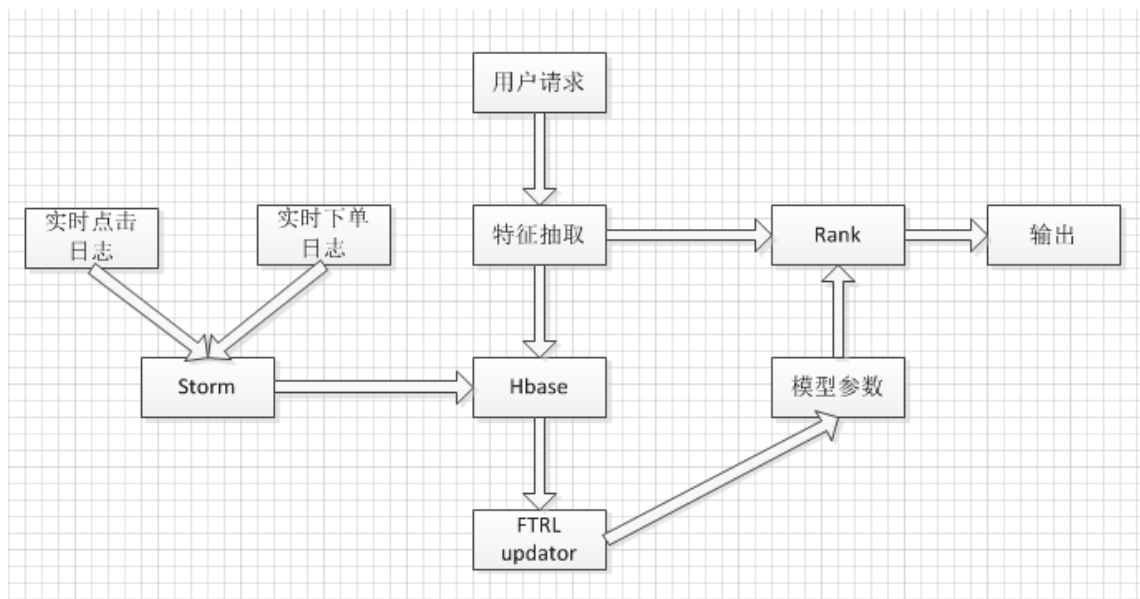 用户请求
实时点击
日志
实时下单
日志
特征抽取
Rank
输出
Storm
Hbase
模型参数
FTRL
updator